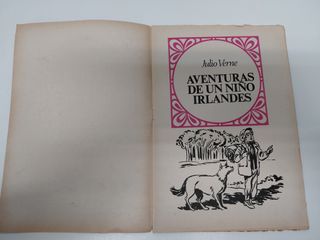 Julio Verne
AVENTURAS
DE UN NIÑO
IRLANDES